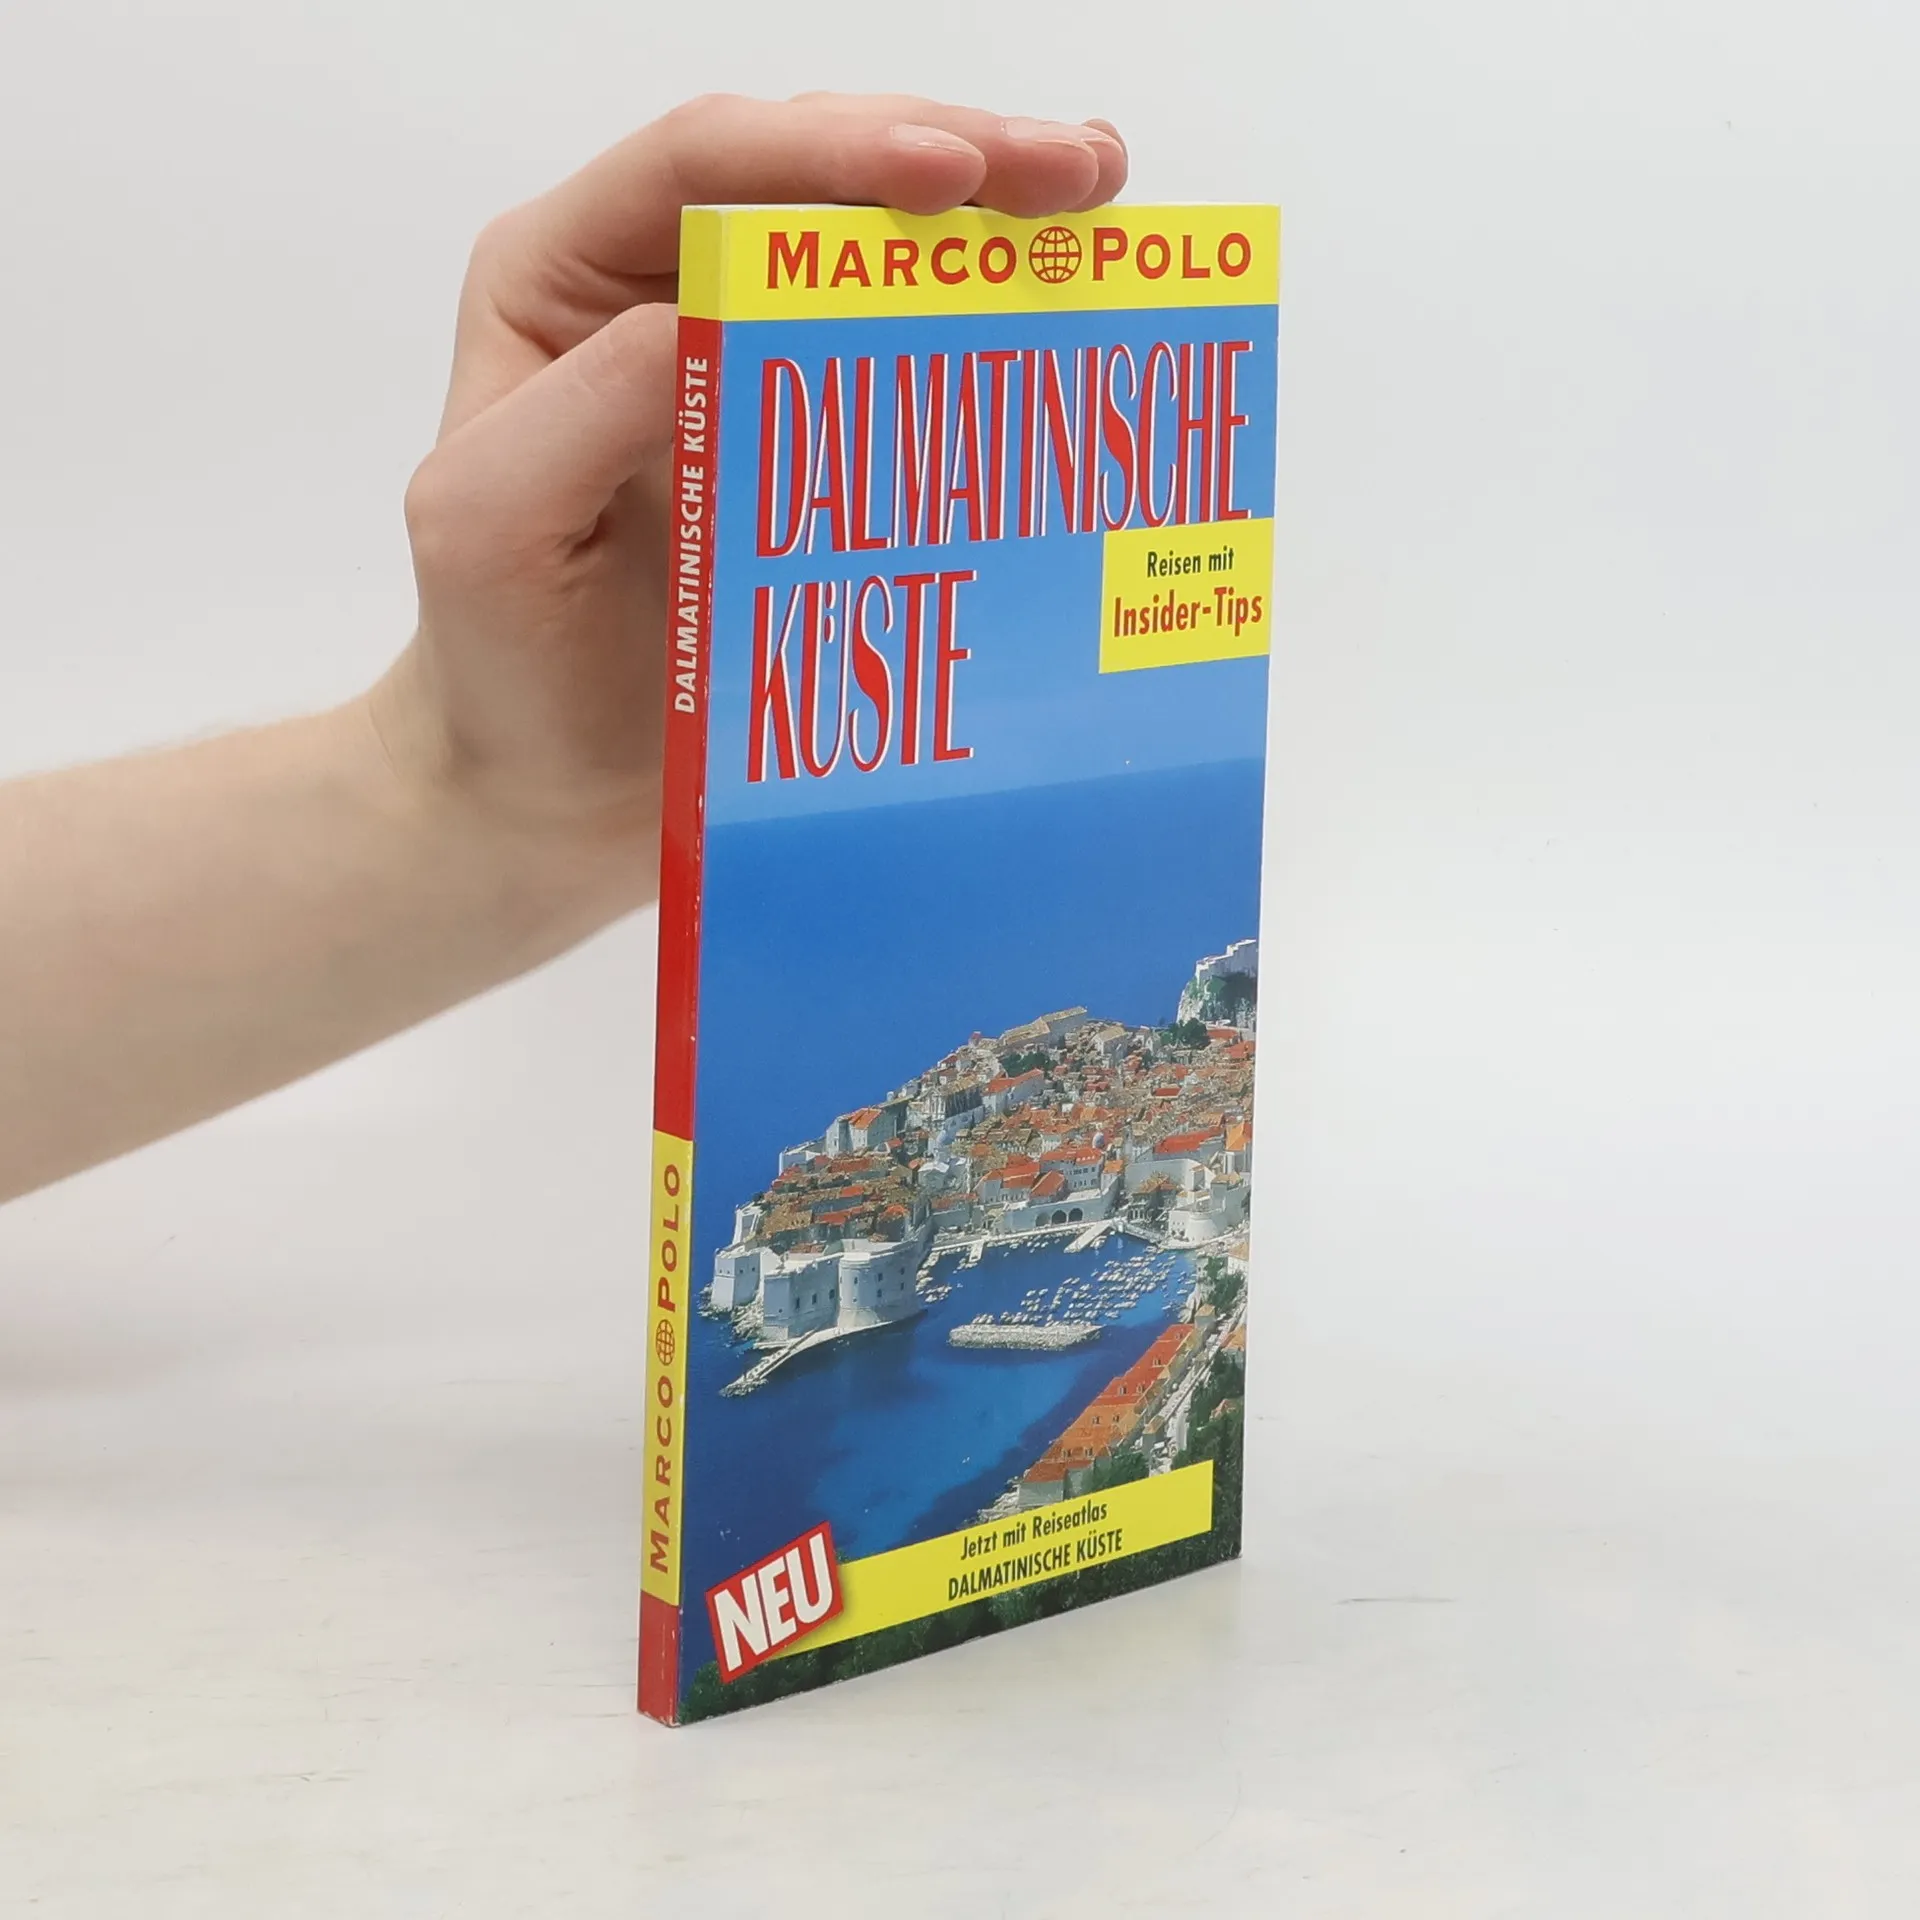 MARCO POLO
DALMATINISCHE
KÜSTE
Reisen mit
Insider-Tips
Jetzt mit Reiseatlas
DALMATINISCHE KÜSTE
NEU
DALMATINISCHE KÜSTE
MARCO POLO